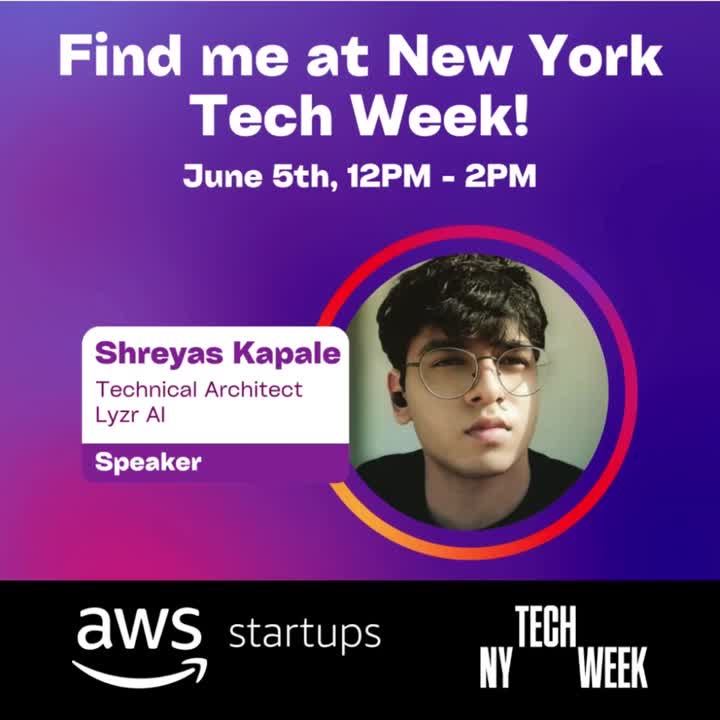 Find me at New York
Tech Week!
June 5th, 12PM - 2PM
Shreyas Kapale
Technical Architect
Lyzr AI
Speaker
aws startups
TECH
NY WEEK